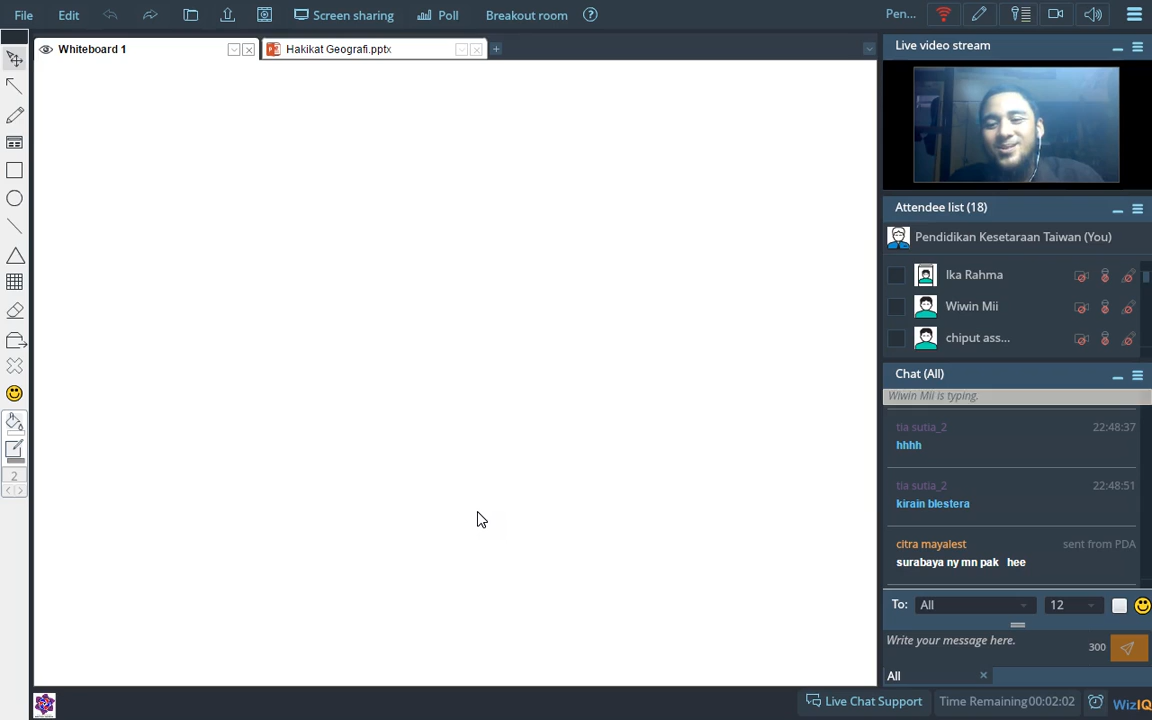 File Edit Screen sharing Poll Breakout room Pen...
Whiteboard 1 Hakikat Geografi.pptx
Live video stream
Attendee list (18)
Pendidikan Kesetaraan Taiwan (You)
Ika Rahma
Wiwin Mii
chiput ass...
2
Chat (All)
Wiwin Mii is typing.
tia sutia_2 22:48:37
hhhh
tia sutia_2 22:48:51
kirain blestera
citra mayalest sent from PDA
surabaya ny mn pak hee
To: All 12
Write your message here. 300
All
Live Chat Support Time Remaining 00:02:02 WizIQ